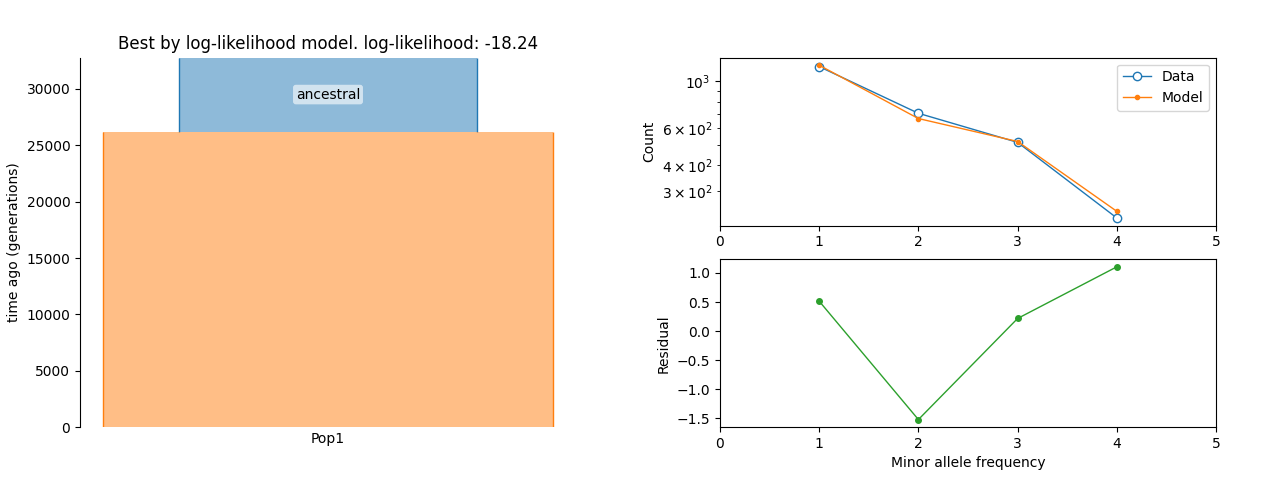 Best by log-likelihood model. log-likelihood: -18.24
time ago (generations)
30000
25000
20000
15000
10000
5000
0
ancestral
Pop1
Count
10³
6 × 10²
4 × 10²
3 × 10²
Data
Model
0 1 2 3 4 5
Residual
1.0
0.5
0.0
−0.5
−1.0
−1.5
0 1 2 3 4 5
Minor allele frequency